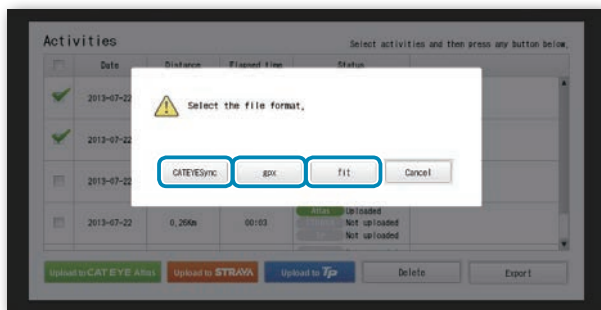 Activities
Select activities and then press any button below.
Date Distance Elapsed time Status
2013-07-22
Select the file format.
2013-07-22
CATEYESync gpx fit Cancel
2013-07-22
Atlas Uploaded
2013-07-22 0.26Km 00:03 Not uploaded
Tp Not uploaded
Upload to CATEYE Atlas Upload to STRAVA Upload to Tp Delete Export